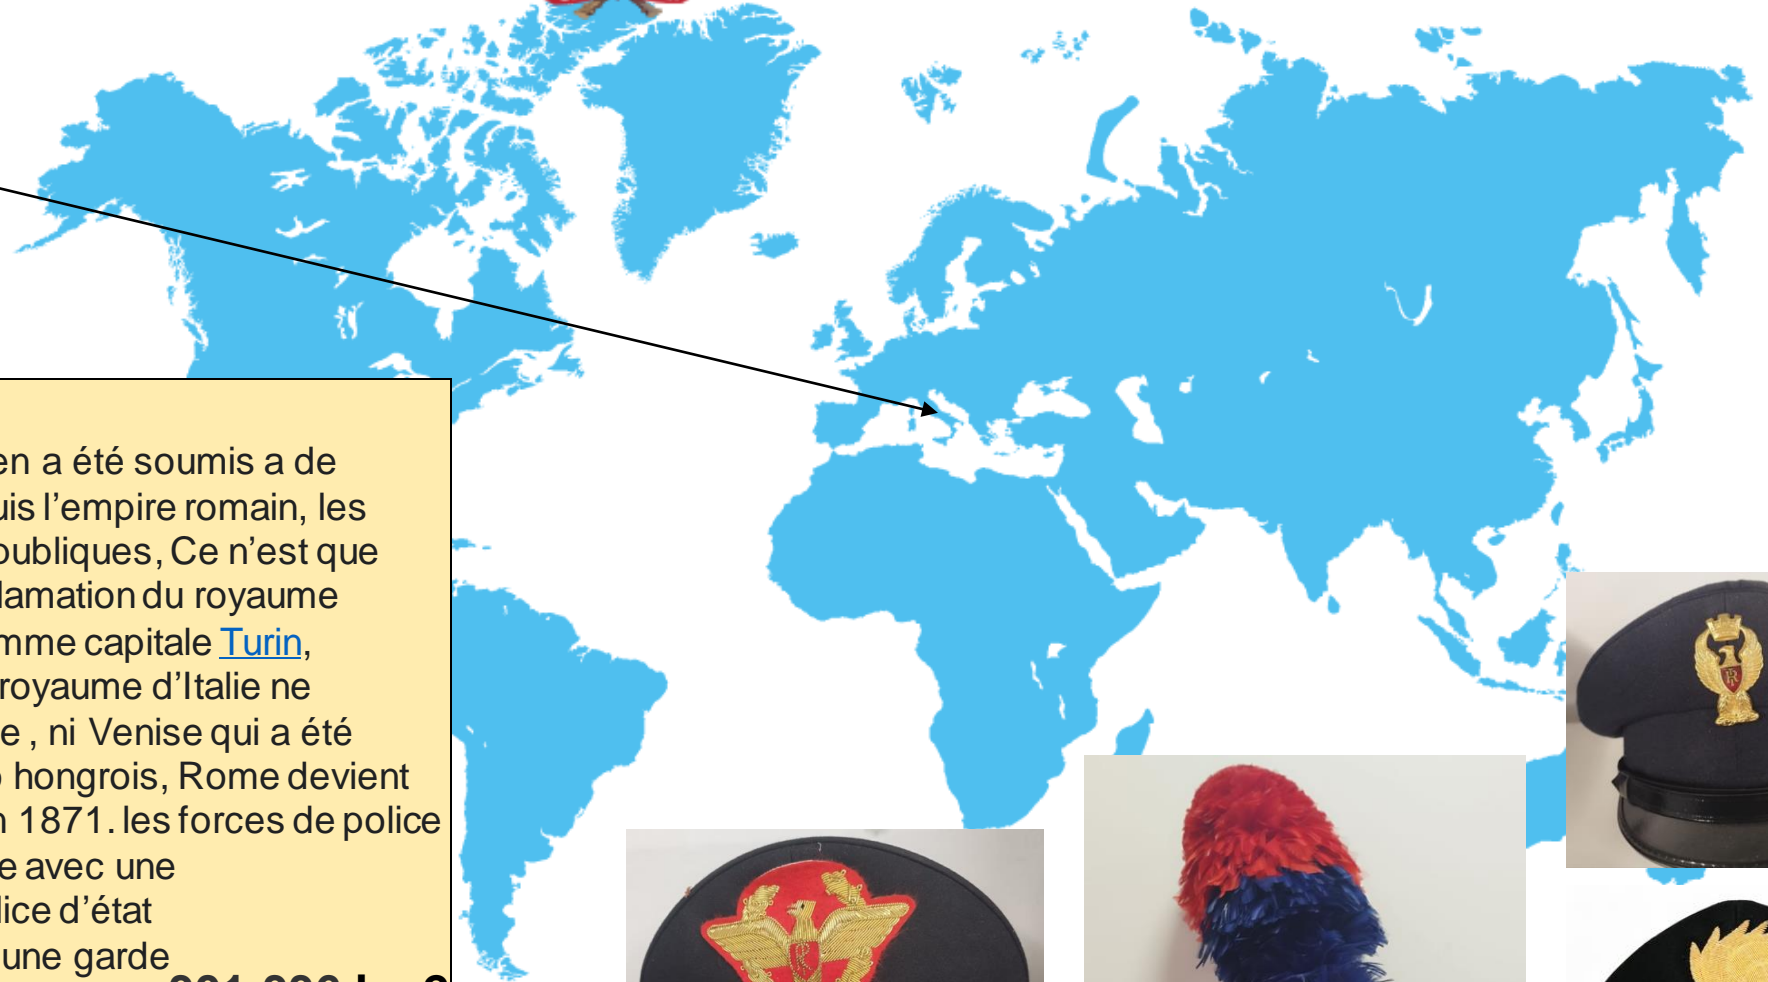 en a été soumis a de
uis l'empire romain, les
publiques, Ce n'est que
lamation du royaume
mme capitale Turin,
royaume d'Italie ne
e , ni Venise qui a été
hongrois, Rome devient
n 1871. les forces de police
e avec une
lice d'état
une garde